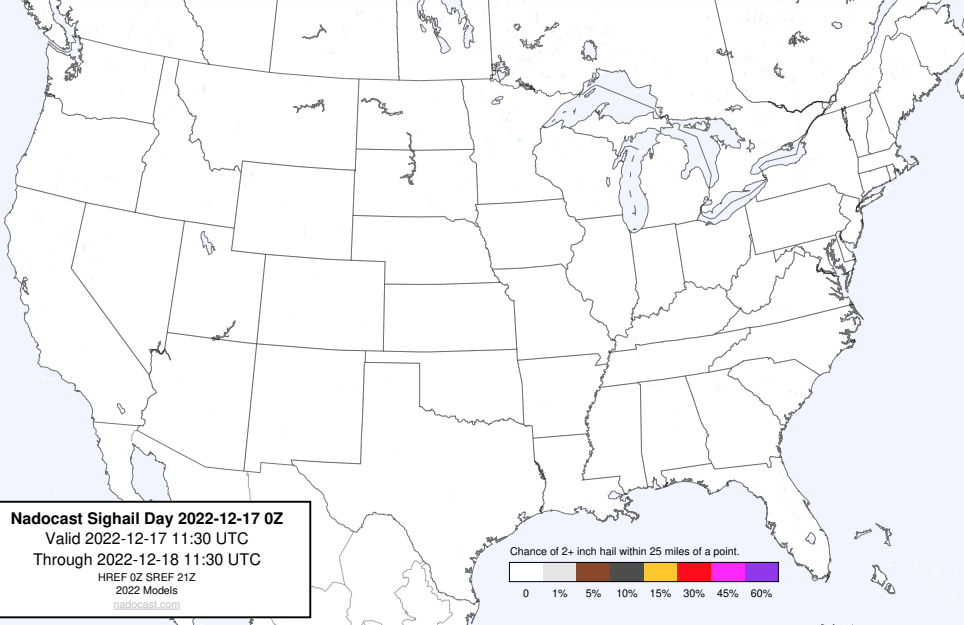 Nadocast Sighail Day 2022-12-17 0Z
Valid 2022-12-17 11:30 UTC
Through 2022-12-18 11:30 UTC
HREF 0Z SREF 21Z
2022 Models
nadocast.com
Chance of 2+ inch hail within 25 miles of a point.
0 1% 5% 10% 15% 30% 45% 60%